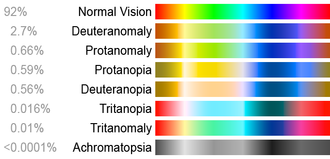 92% Normal Vision
2.7% Deuteranomaly
0.66% Protanomaly
0.59% Protanopia
0.56% Deuteranopia
0.016% Tritanopia
0.01% Tritanomaly
<0.0001% Achromatopsia